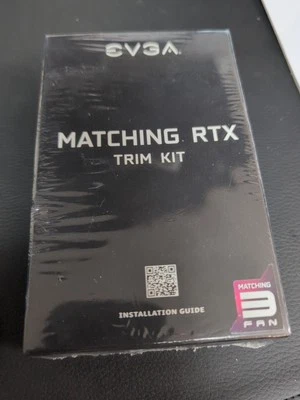 EVGA
MATCHING RTX
TRIM KIT
INSTALLATION GUIDE
MATCHING
3
FAN